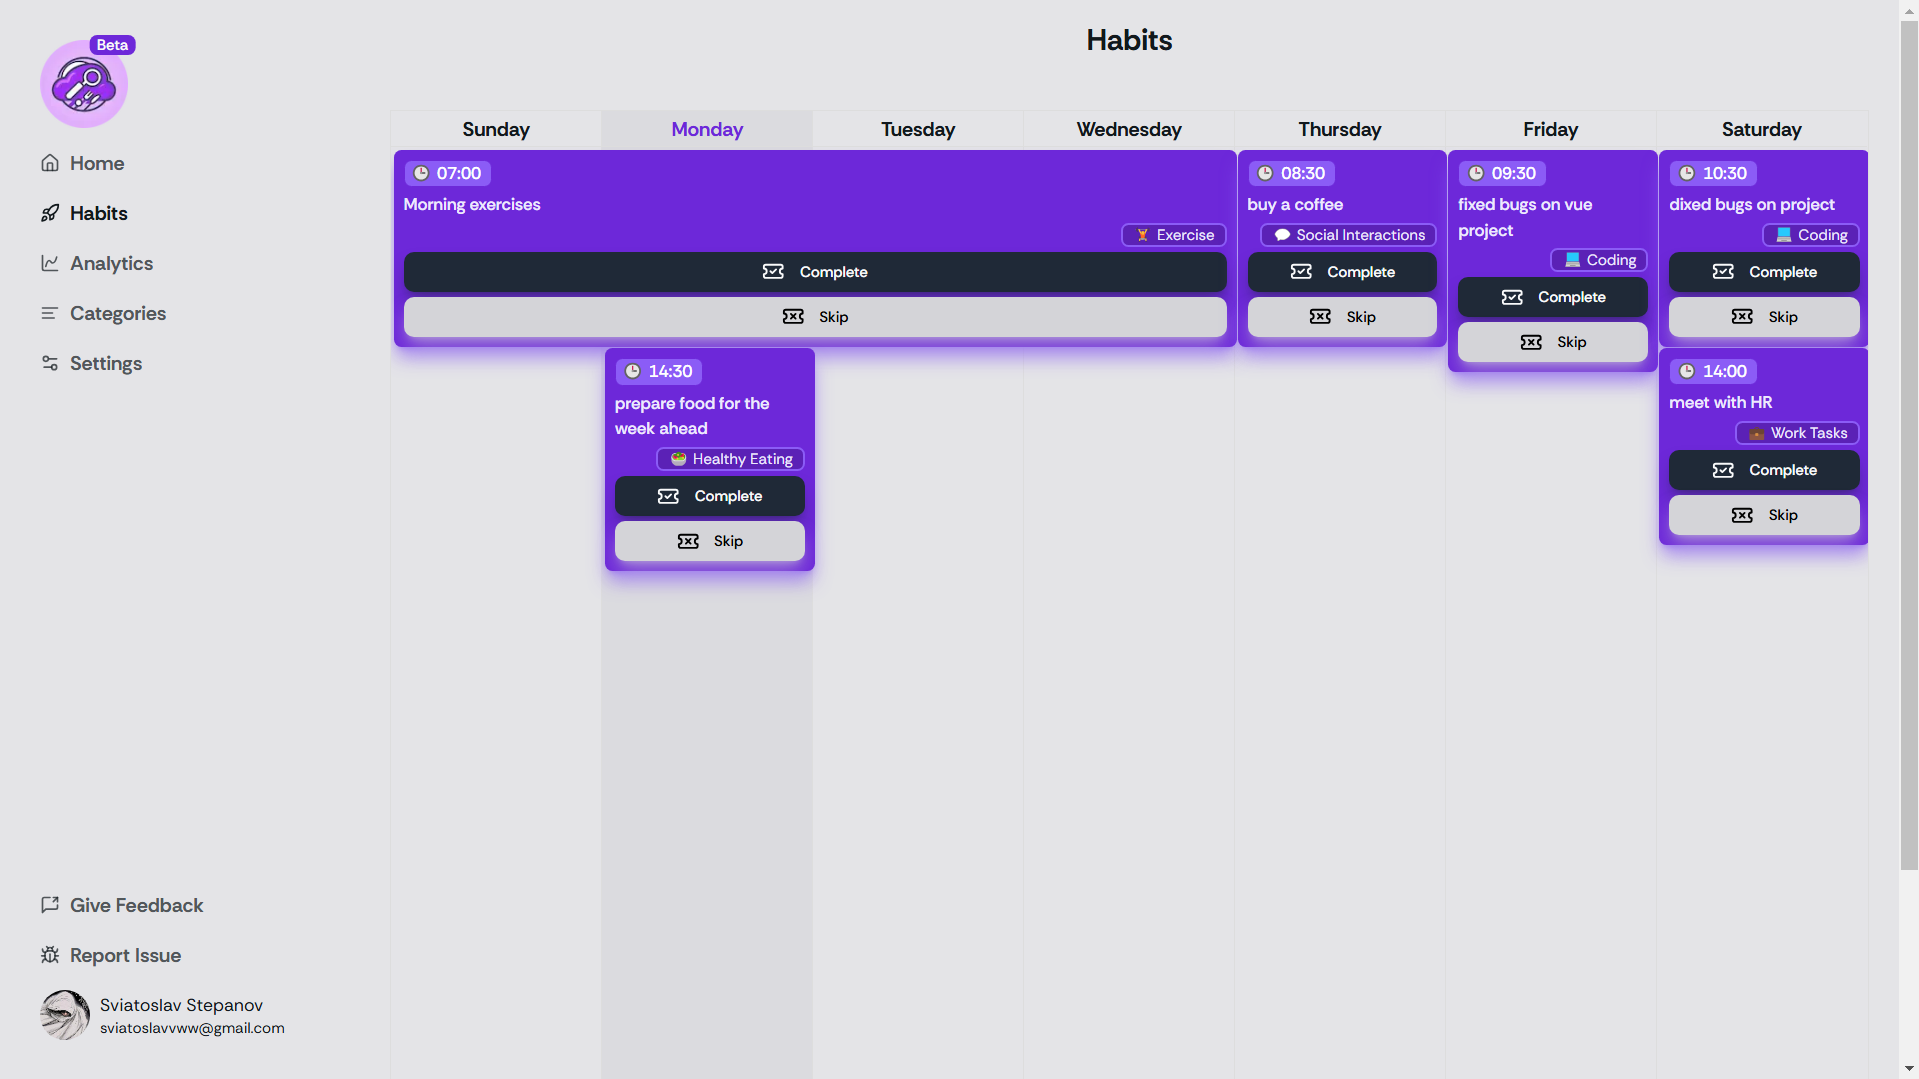 Beta
Home
Habits
Analytics
Categories
Settings
Give Feedback
Report Issue
Sviatoslav Stepanov
sviatoslavvww@gmail.com
Habits
Sunday
Monday
Tuesday
Wednesday
Thursday
Friday
Saturday
07:00
Morning exercises
Exercise
Complete
Skip
14:30
prepare food for the
week ahead
Healthy Eating
Complete
Skip
08:30
buy a coffee
Social Interactions
Complete
Skip
09:30
fixed bugs on vue
project
Coding
Complete
Skip
10:30
dixed bugs on project
Coding
Complete
Skip
14:00
meet with HR
Work Tasks
Complete
Skip